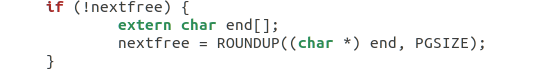 if (!nextfree) {
extern char end[];
nextfree = ROUNDUP((char *) end, PGSIZE);
}